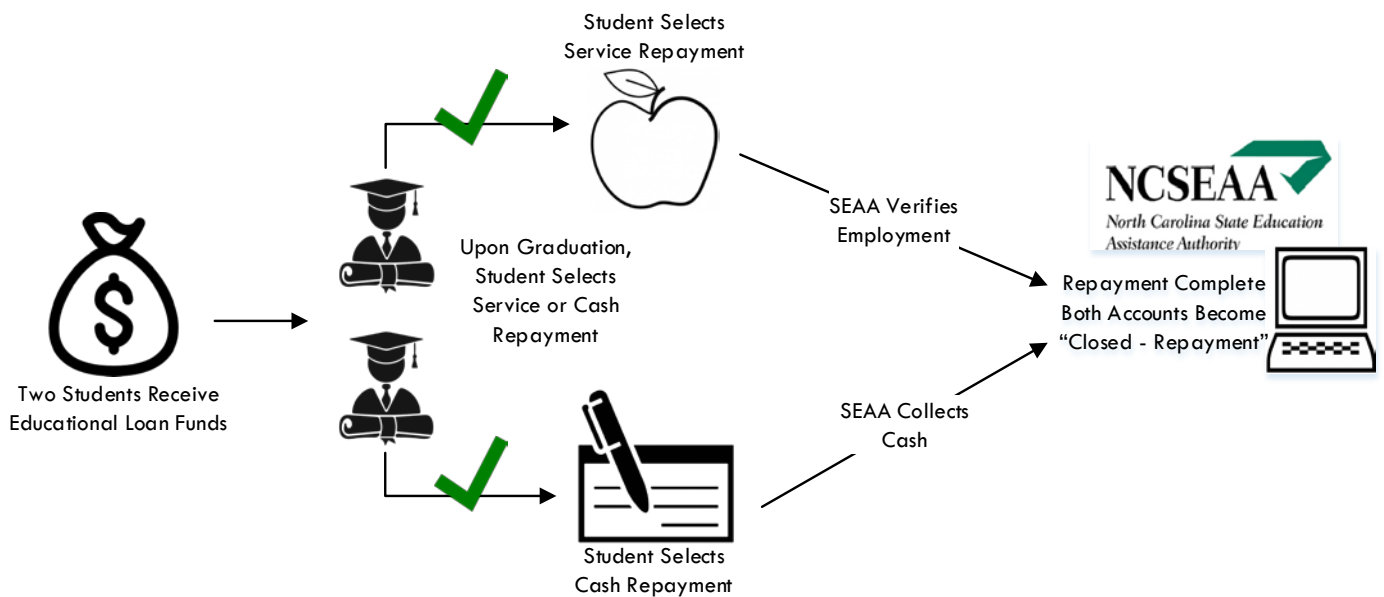 Two Students Receive
Educational Loan Funds
$
Upon Graduation,
Student Selects
Service or Cash
Repayment
Student Selects
Service Repayment
Student Selects
Cash Repayment
SEAA Verifies
Employment
SEAA Collects
Cash
NCSEAA
North Carolina State Education
Assistance Authority
Repayment Complete
Both Accounts Become
“Closed - Repayment”